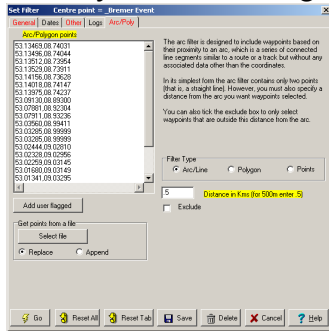 Set Filter Centre point = _Bremer Event
General Dates Other Logs Arc/Poly
Arc/Polygon points
53.13469,08.74031
53.13496,08.74044
53.13512,08.73954
53.13529,08.73911
53.14156,08.73628
53.14018,08.74147
53.13975,08.74237
53.09130,08.89300
53.07881,08.92304
53.07911,08.93236
53.03560,08.99411
53.03285,08.99999
53.03285,08.99999
53.02444,09.02810
53.02328,09.02956
53.02259,09.03145
53.01680,09.03149
53.01341,09.03295
The arc filter is designed to include waypoints based on
their proximity to an arc, which is a series of connected
line segments similar to a route or a track but without any
associated data other than the coordinates.
In its simplest form the arc filter contains only two points
(that is, a straight line). However, you must also specify a
distance from the arc you want waypoints selected.
You can also tick the exclude box to only select
waypoints that are outside this distance from the arc.
Filter Type
Arc/Line Polygon Points
.5 Distance in Kms (for 500m enter .5)
Exclude
Add user flagged
Get points from a file
Select file
Replace Append
Go Reset All Reset Tab Save Delete Cancel Help